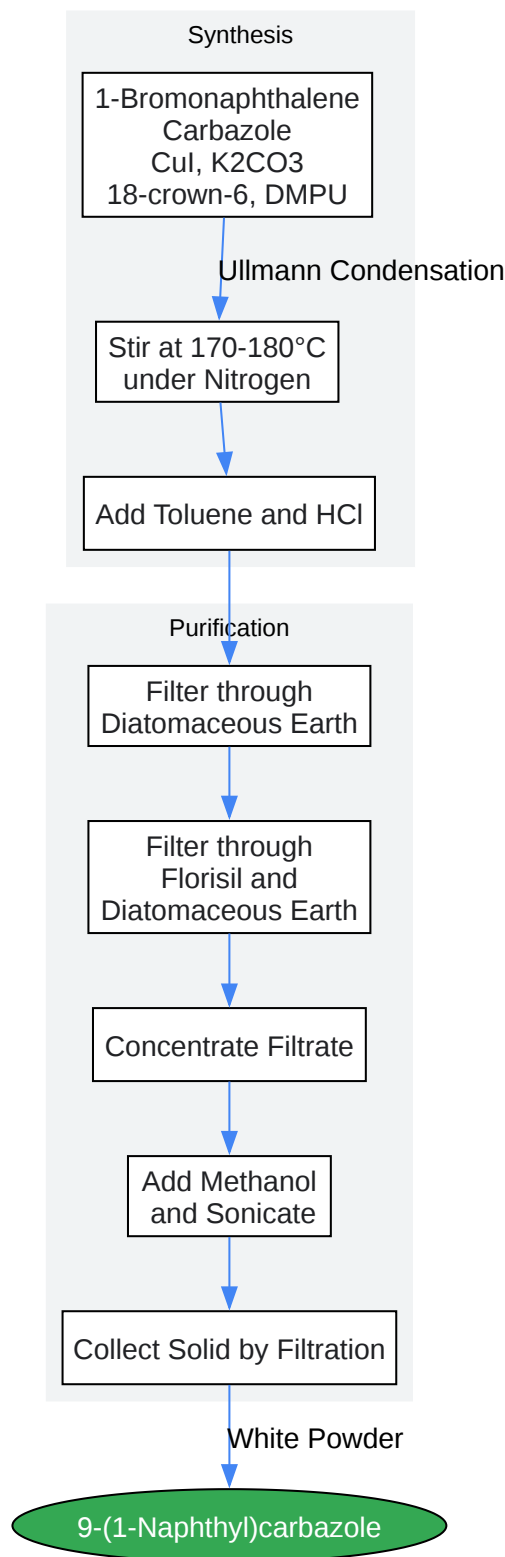 Synthesis
1-Bromonaphthalene
Carbazole
CuI, K2CO3
18-crown-6, DMPU
Ullmann Condensation
Stir at 170-180°C
under Nitrogen
Add Toluene and HCl
Purification
Filter through
Diatomaceous Earth
Filter through
Florisil and
Diatomaceous Earth
Concentrate Filtrate
Add Methanol
and Sonicate
Collect Solid by Filtration
White Powder
9-(1-Naphthyl)carbazole